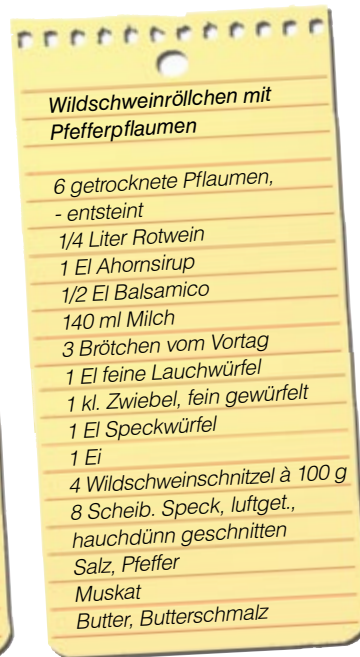 Wildschweinröllchen mit
Pfefferpflaumen
6 getrocknete Pflaumen,
- entsteint
1/4 Liter Rotwein
1 El Ahornsirup
1/2 El Balsamico
140 ml Milch
3 Brötchen vom Vortag
1 El feine Lauchwürfel
1 kl. Zwiebel, fein gewürfelt
1 El Speckwürfel
1 Ei
4 Wildschweinschnitzel à 100 g
8 Scheib. Speck, luftget.,
hauchdünn geschnitten
Salz, Pfeffer
Muskat
Butter, Butterschmalz